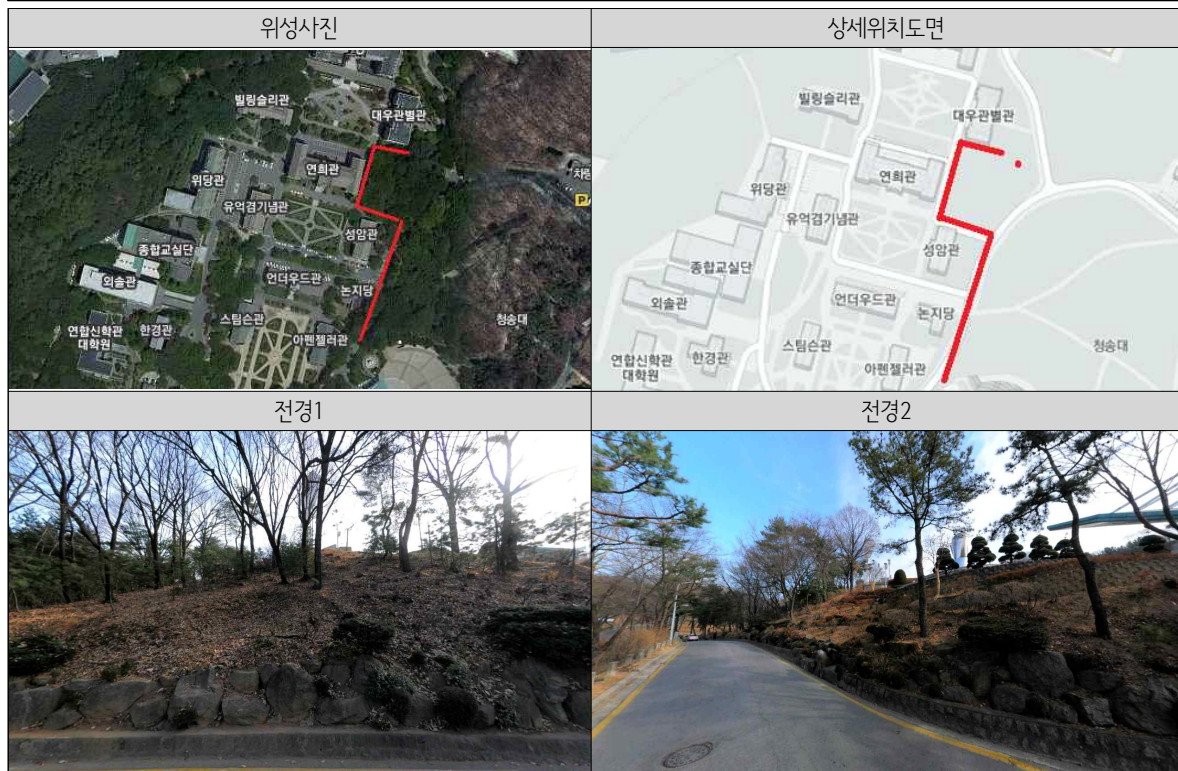 위성사진
상세위치도면
빌링슬리관
대우관별관
연희관
위당관
유억겸기념관
성암관
종합교실단
언더우드관
외솔관
논지당
스팀슨관
연합신학관
대학원
한경관
아펜젤러관
청송대
차량
P
빌링슬리관
대우관별관
연희관
위당관
유억겸기념관
성암관
종합교실단
언더우드관
외솔관
논지당
스팀슨관
연합신학관
대학원
한경관
아펜젤러관
청송대
전경1
전경2